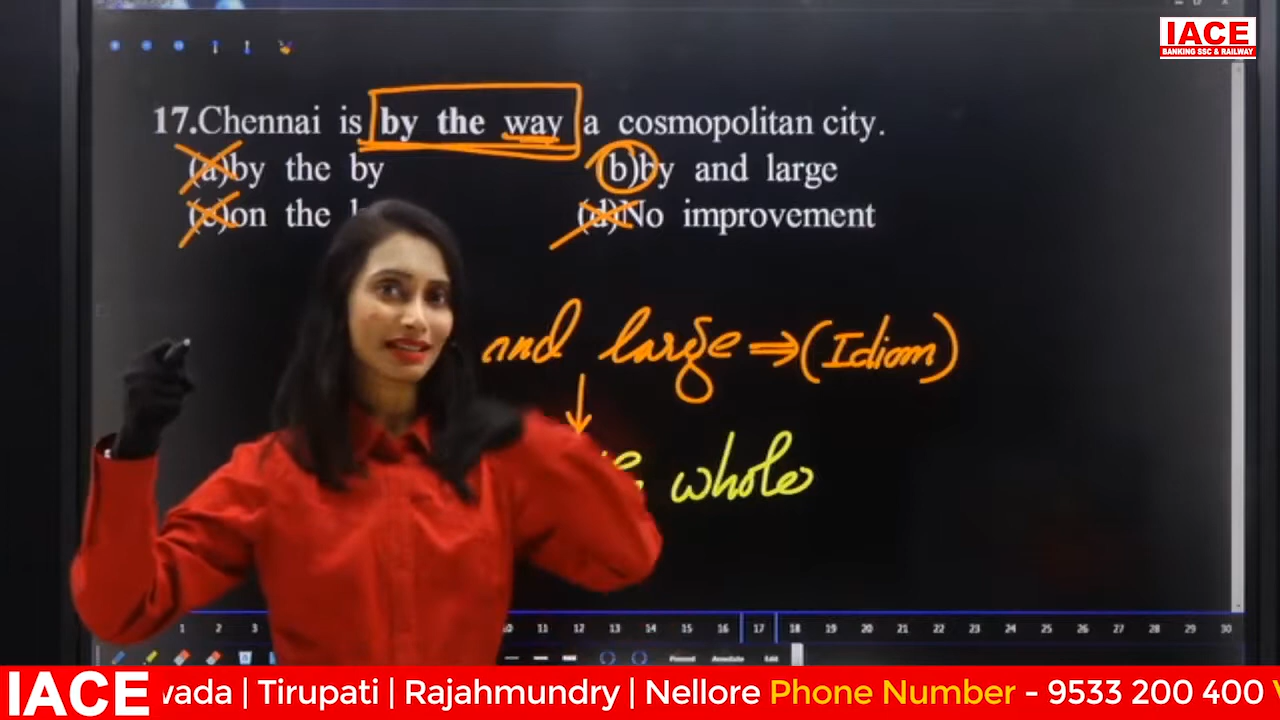 IACE
BANKING SSC & RAILWAY
17.Chennai is by the way a cosmopolitan city.
(a)by the by (b)by and large
(c)on the (d)No improvement
and large ⇒ (Idiom)
whole
1 2 3 10 11 12 13 14 15 16 17 18 19 20 21 22 23 24 25 26 27 28 29 30
Annotate Edit
IACE vada | Tirupati | Rajahmundry | Nellore Phone Number - 9533 200 400